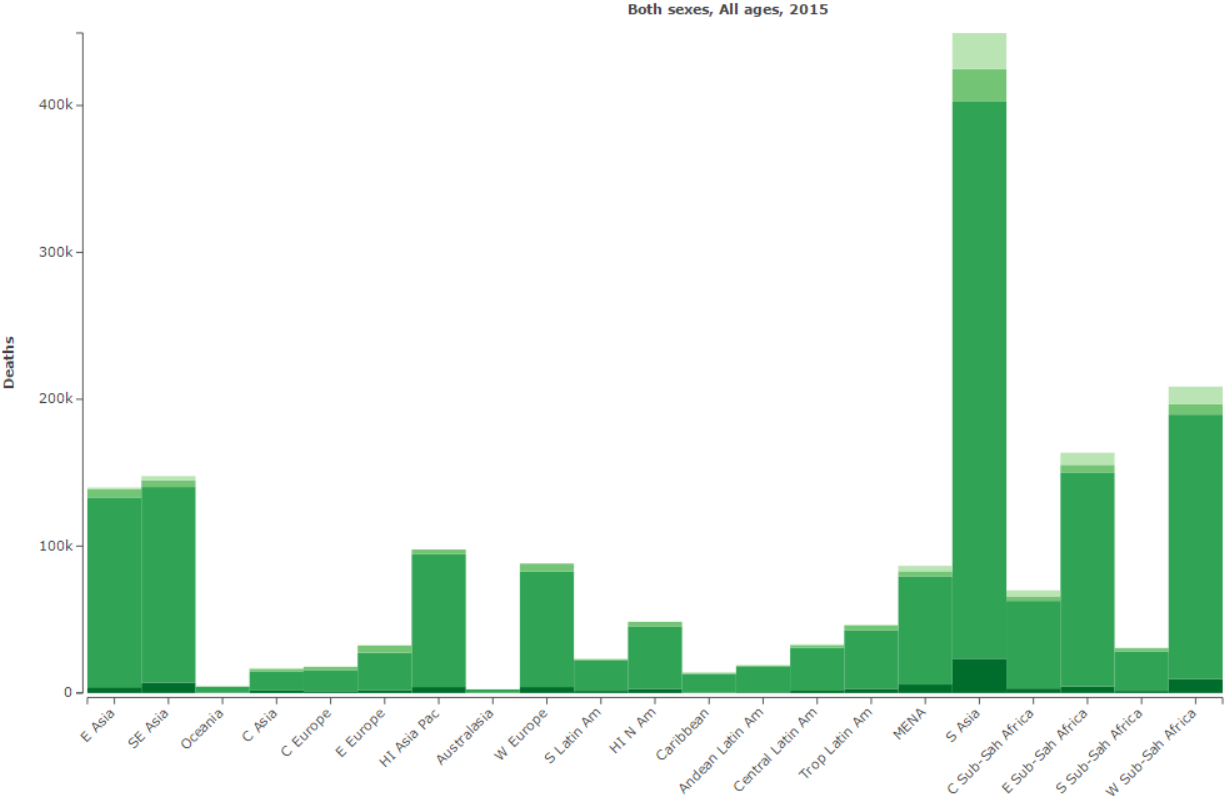 Both sexes, All ages, 2015
400k
300k
200k
100k
0
Deaths
E Asia
SE Asia
Oceania
C Asia
C Europe
E Europe
HI Asia Pac
Australasia
W Europe
S Latin Am
HI N Am
Caribbean
Andean Latin Am
Central Latin Am
Trop Latin Am
MENA
S Asia
C Sub-Sah Africa
E Sub-Sah Africa
S Sub-Sah Africa
W Sub-Sah Africa